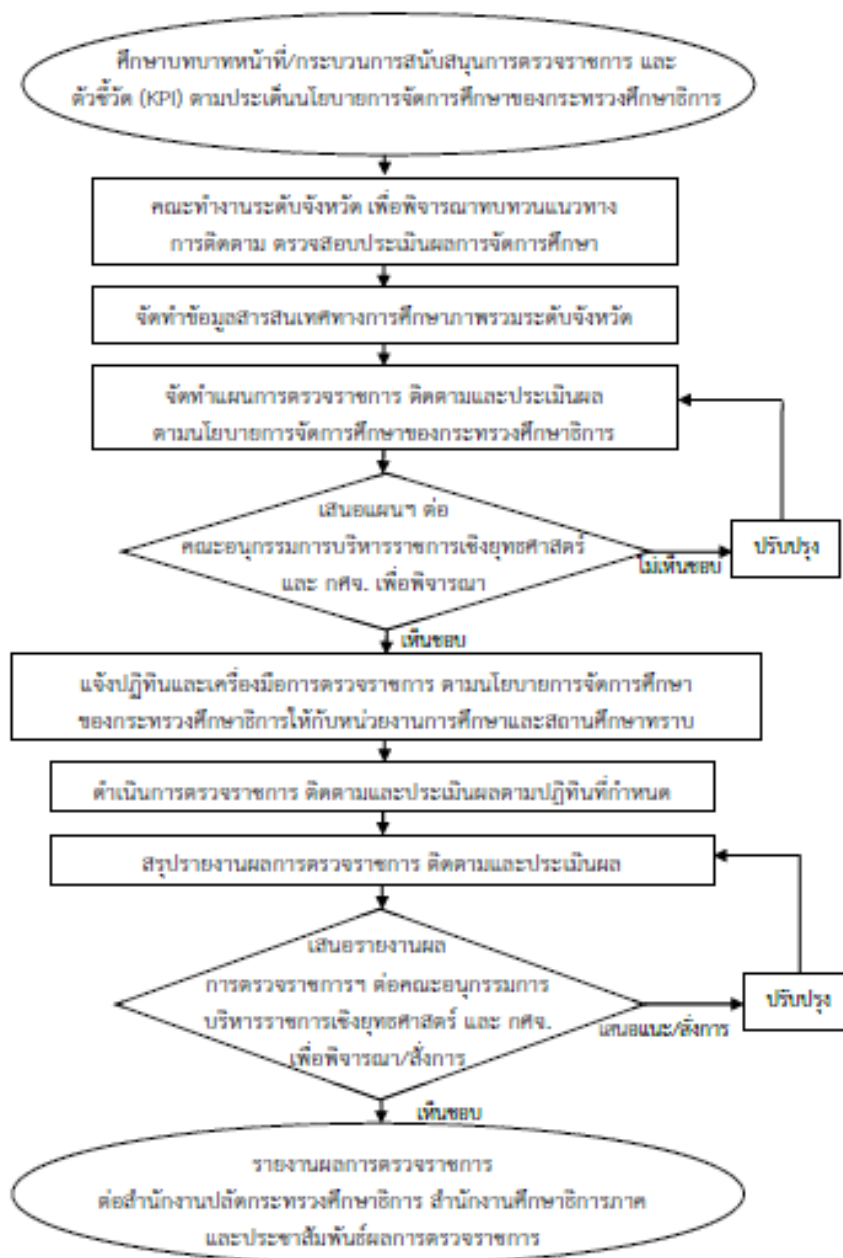 ศึกษาบทบาทหน้าที่/กระบวนการสนับสนุนการตรวจราชการ และ
ตัวชี้วัด (KPI) ตามประเด็นนโยบายการจัดการศึกษาของกระทรวงศึกษาธิการ
คณะทำงานระดับจังหวัด เพื่อพิจารณาทบทวนแนวทาง
การติดตาม ตรวจสอบประเมินผลการจัดการศึกษา
จัดทำข้อมูลสารสนเทศทางการศึกษาภาพรวมระดับจังหวัด
จัดทำแผนการตรวจราชการ ติดตามและประเมินผล
ตามนโยบายการจัดการศึกษาของกระทรวงศึกษาธิการ
เสนอแผนฯ ต่อ
คณะอนุกรรมการบริหารราชการเชิงยุทธศาสตร์
และ กศจ. เพื่อพิจารณา
ไม่เห็นชอบ
ปรับปรุง
เห็นชอบ
แจ้งปฏิทินและเครื่องมือการตรวจราชการ ตามนโยบายการจัดการศึกษา
ของกระทรวงศึกษาธิการให้กับหน่วยงานการศึกษาและสถานศึกษาทราบ
ดำเนินการตรวจราชการ ติดตามและประเมินผลตามปฏิทินที่กำหนด
สรุปรายงานผลการตรวจราชการ ติดตามและประเมินผล
เสนอรายงานผล
การตรวจราชการฯ ต่อคณะอนุกรรมการ
บริหารราชการเชิงยุทธศาสตร์ และ กศจ.
เพื่อพิจารณา/สั่งการ
เสนอแนะ/สั่งการ
ปรับปรุง
เห็นชอบ
รายงานผลการตรวจราชการ
ต่อสำนักงานปลัดกระทรวงศึกษาธิการ สำนักงานศึกษาธิการภาค
และประชาสัมพันธ์ผลการตรวจราชการ